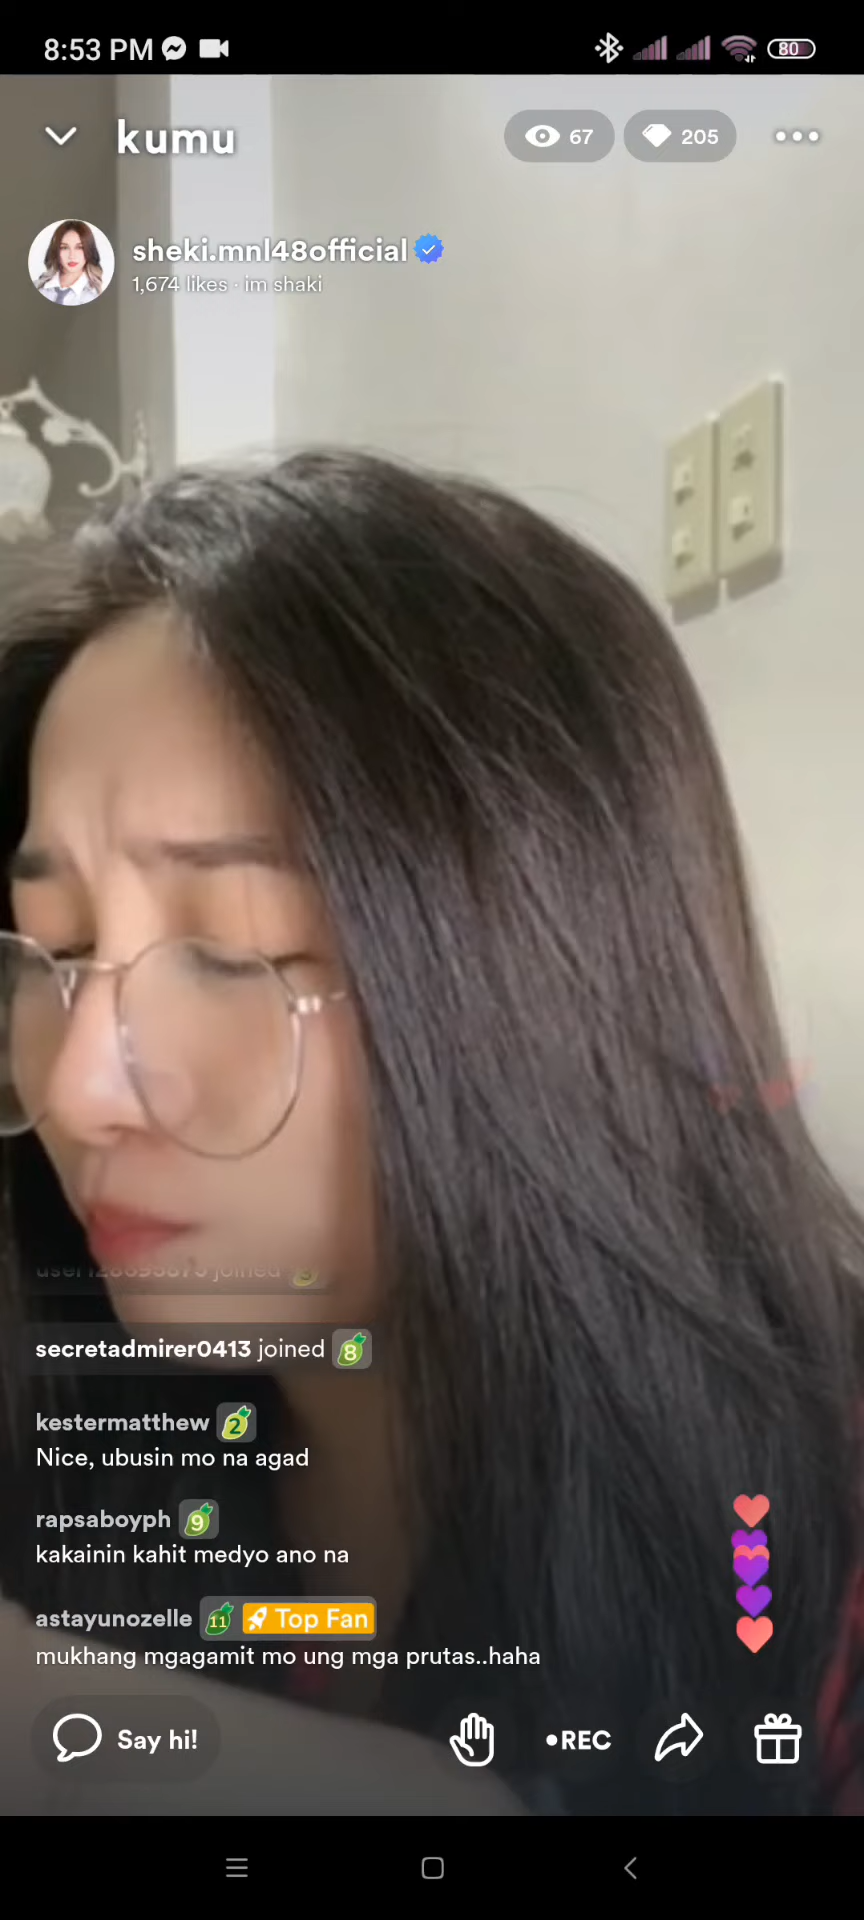 8:53 PM
80
kumu
67
205
sheki.mnl48official
1,674 likes · im shaki
joined
secretadmirer0413 joined 8
kestermatthew 2
Nice, ubusin mo na agad
rapsaboyph 9
kakainin kahit medyo ano na
astayunozelle 11 Top Fan
mukhang mgagamit mo ung mga prutas..haha
Say hi!
•REC